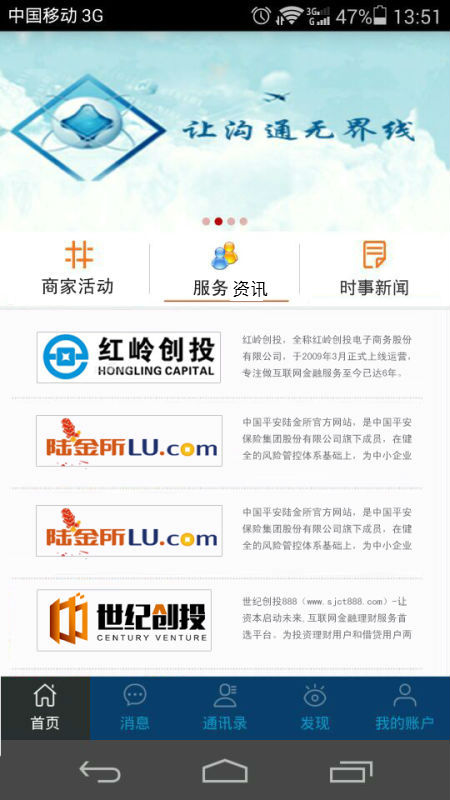 中国移动 3G
3G
G
47%
13:51
让沟通无界线
商家活动
服务资讯
时事新闻
红岭创投
HONGLING CAPITAL
红岭创投，全称红岭创投电子商务股份
有限公司，于2009年3月正式上线运营，
专注做互联网金融服务至今已达6年。
陆金所LU.com
中国平安陆金所官方网站，是中国平安
保险集团股份有限公司旗下成员，在健
全的风险管控体系基础上，为中小企业
陆金所LU.com
中国平安陆金所官方网站，是中国平安
保险集团股份有限公司旗下成员，在健
全的风险管控体系基础上，为中小企业
世纪创投
CENTURY VENTURE
世纪创投888（www.sjct888.com）-让
资本启动未来,互联网金融理财服务首
选平台。为投资理财用户和借贷用户两
首页
消息
通讯录
发现
我的账户